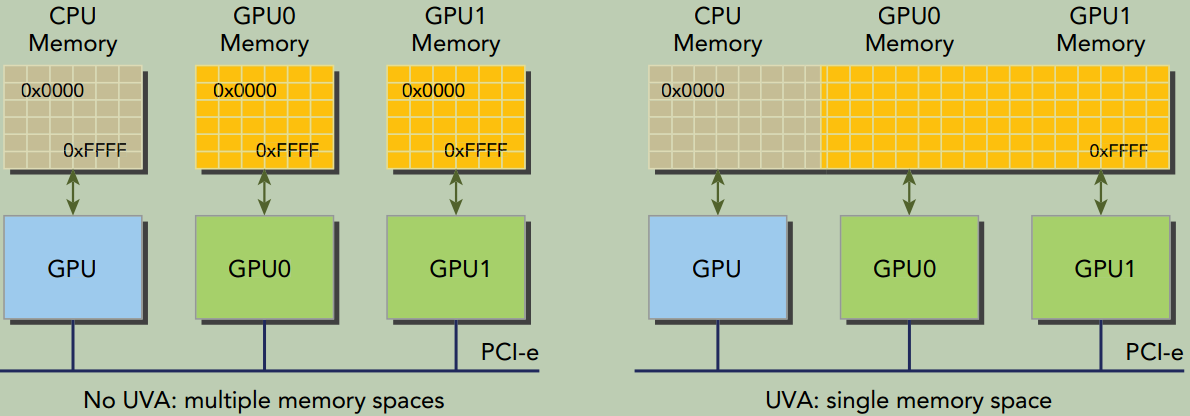 CPU
Memory
GPU0
Memory
GPU1
Memory
0x0000
0xFFFF
0x0000
0xFFFF
0x0000
0xFFFF
GPU
GPU0
GPU1
PCI-e
No UVA: multiple memory spaces
CPU
Memory
GPU0
Memory
GPU1
Memory
0x0000
0xFFFF
GPU
GPU0
GPU1
PCI-e
UVA: single memory space